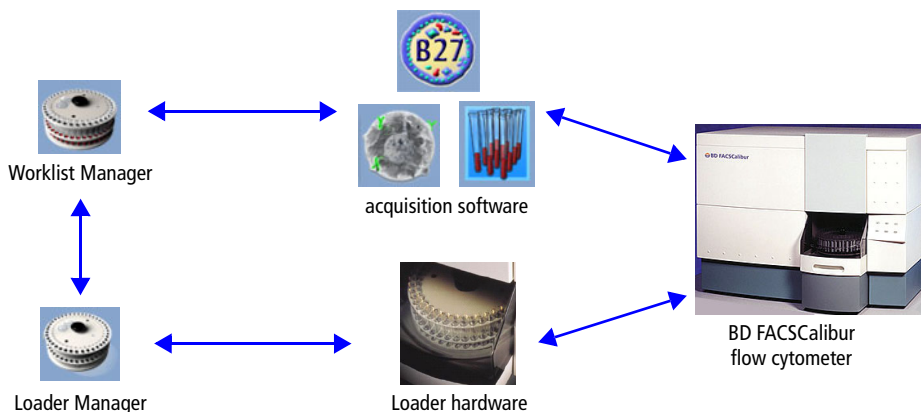 B27
Worklist Manager
acquisition software
BD FACSCalibur
BD FACSCalibur
flow cytometer
Loader Manager
Loader hardware